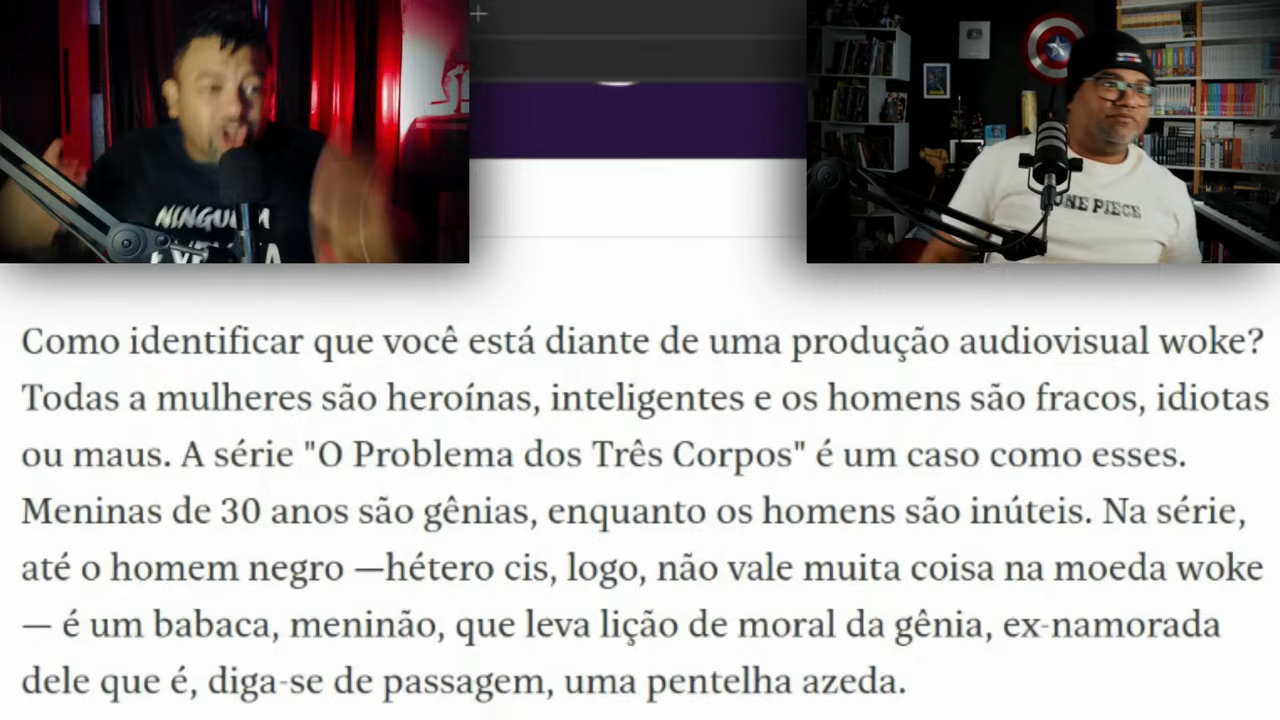 NINGUÉM
ONE PIECE
Como identificar que você está diante de uma produção audiovisual woke?
Todas a mulheres são heroínas, inteligentes e os homens são fracos, idiotas
ou maus. A série "O Problema dos Três Corpos" é um caso como esses.
Meninas de 30 anos são gênias, enquanto os homens são inúteis. Na série,
até o homem negro —hétero cis, logo, não vale muita coisa na moeda woke
— é um babaca, meninão, que leva lição de moral da gênia, ex-namorada
dele que é, diga-se de passagem, uma pentelha azeda.